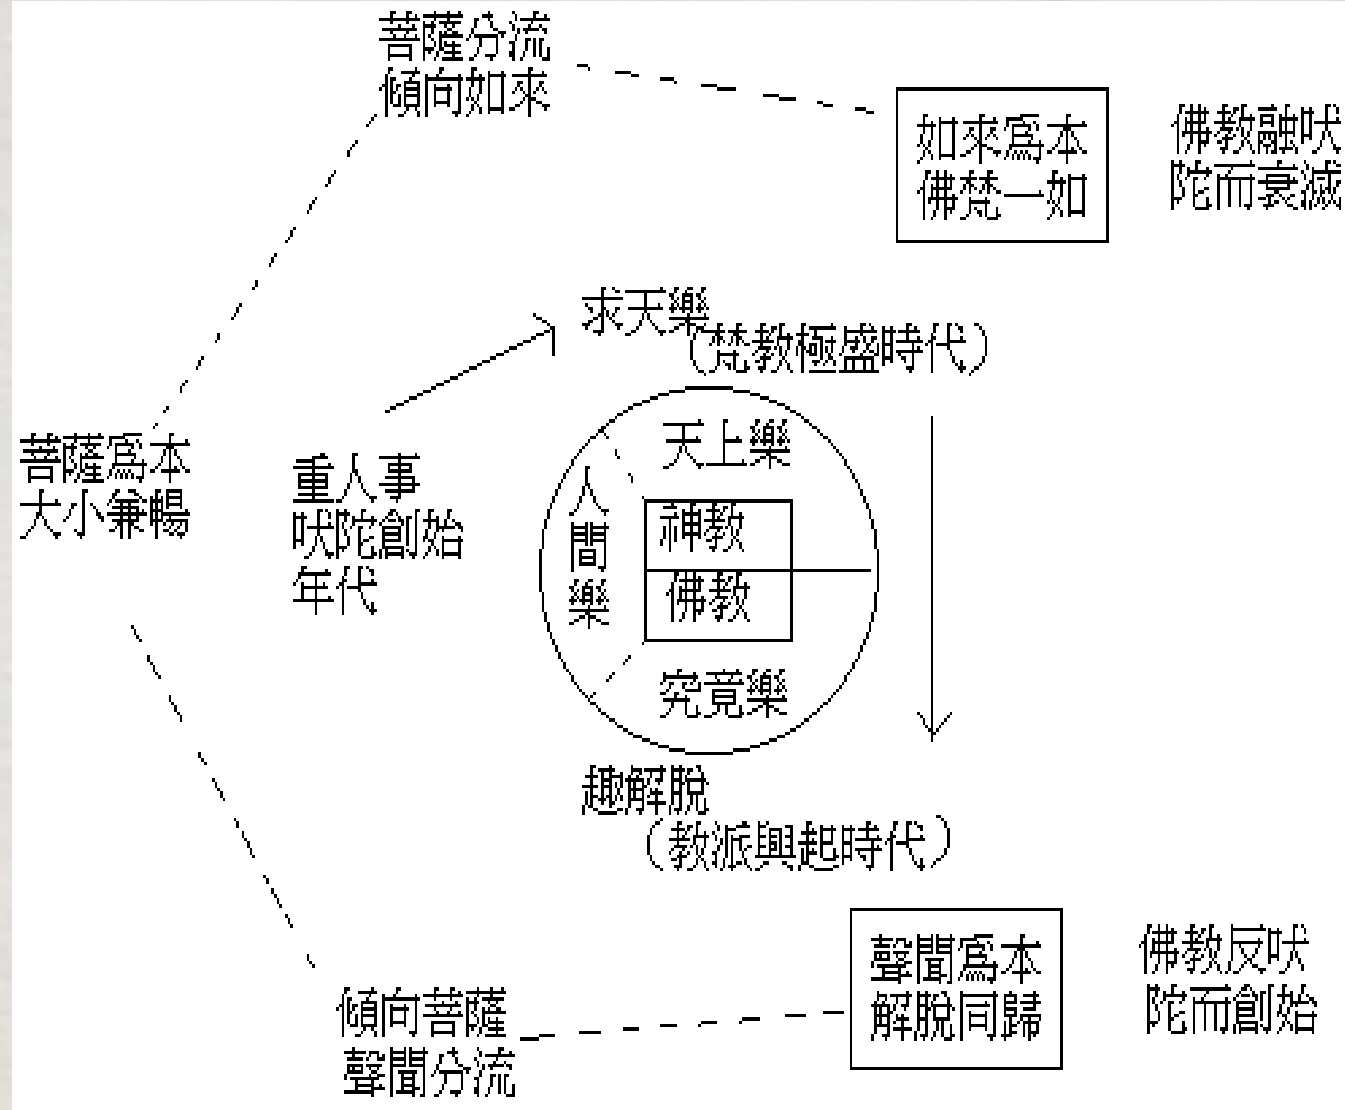 菩薩分流
傾向如來
如來爲本
佛梵一如
佛教融吠
陀而衰滅
求天樂
（梵教極盛時代）
菩薩爲本
大小兼暢
重人事
吠陀創始
年代
天上樂
人間樂
神教
佛教
究竟樂
趣解脫
（教派興起時代）
聲聞爲本
解脫同歸
佛教反吠
陀而創始
傾向菩薩
聲聞分流